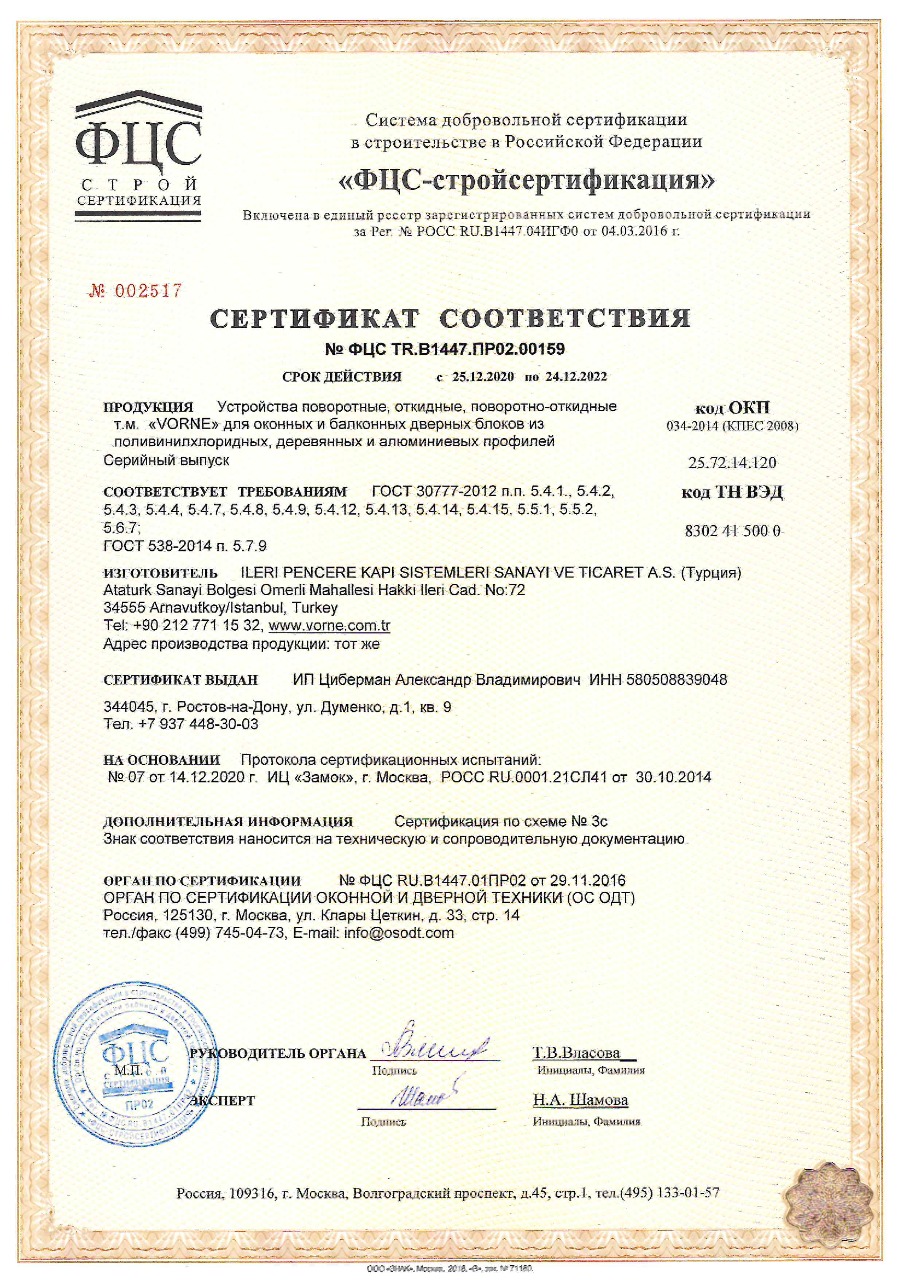 ФЦС
СТРОЙ
СЕРТИФИКАЦИЯ
Система добровольной сертификации
в строительстве в Российской Федерации
«ФЦС-стройсертификация»
Включена в единый реестр зарегистрированных систем добровольной сертификации
за Рег. № РОСС RU.В1447.04ИГФ0 от 04.03.2016 г.
№ 002517
СЕРТИФИКАТ СООТВЕТСТВИЯ
№ ФЦС TR.В1447.ПР02.00159
СРОК ДЕЙСТВИЯ с 25.12.2020 по 24.12.2022
ПРОДУКЦИЯ Устройства поворотные, откидные, поворотно-откидные
т.м. «VORNE» для оконных и балконных дверных блоков из
поливинилхлоридных, деревянных и алюминиевых профилей
Серийный выпуск
код ОКП
034-2014 (КПЕС 2008)
25.72.14.120
СООТВЕТСТВУЕТ ТРЕБОВАНИЯМ ГОСТ 30777-2012 п.п. 5.4.1., 5.4.2,
5.4.3, 5.4.4, 5.4.7, 5.4.8, 5.4.9, 5.4.12, 5.4.13, 5.4.14, 5.4.15. 5.5.1, 5.5.2,
5.6.7;
ГОСТ 538-2014 п. 5.7.9
код ТН ВЭД
8302 41 500 0
ИЗГОТОВИТЕЛЬ ILERI PENCERE KAPI SISTEMLERI SANAYI VE TICARET A.S. (Турция)
Ataturk Sanayi Bolgesi Omerli Mahallesi Hakki Ileri Cad. No:72
34555 Arnavutkoy/Istanbul, Turkey
Tel: +90 212 771 15 32, www.vorne.com.tr
Адрес производства продукции: тот же
СЕРТИФИКАТ ВЫДАН ИП Циберман Александр Владимирович ИНН 580508839048
344045, г. Ростов-на-Дону, ул. Думенко, д.1, кв. 9
Тел. +7 937 448-30-03
НА ОСНОВАНИИ Протокола сертификационных испытаний:
№ 07 от 14.12.2020 г. ИЦ «Замок», г. Москва, РОСС RU.0001.21СЛ41 от 30.10.2014
ДОПОЛНИТЕЛЬНАЯ ИНФОРМАЦИЯ Сертификация по схеме № 3с
Знак соответствия наносится на техническую и сопроводительную документацию
ОРГАН ПО СЕРТИФИКАЦИИ № ФЦС RU.В1447.01ПР02 от 29.11.2016
ОРГАН ПО СЕРТИФИКАЦИИ ОКОННОЙ И ДВЕРНОЙ ТЕХНИКИ (ОС ОДТ)
Россия, 125130, г. Москва, ул. Клары Цеткин, д. 33, стр. 14
тел./факс (499) 745-04-73, E-mail: info@osodt.com
ФЦС
М.П.
ПР02
РУКОВОДИТЕЛЬ ОРГАНА Т.В.Власова
Подпись Инициалы, Фамилия
ЭКСПЕРТ Н.А. Шамова
Подпись Инициалы, Фамилия
Россия, 109316, г. Москва, Волгоградский проспект, д.45, стр.1, тел.(495) 133-01-57
ООО «ЗНАК», Москва, 2016, «В», зак. № 71160.